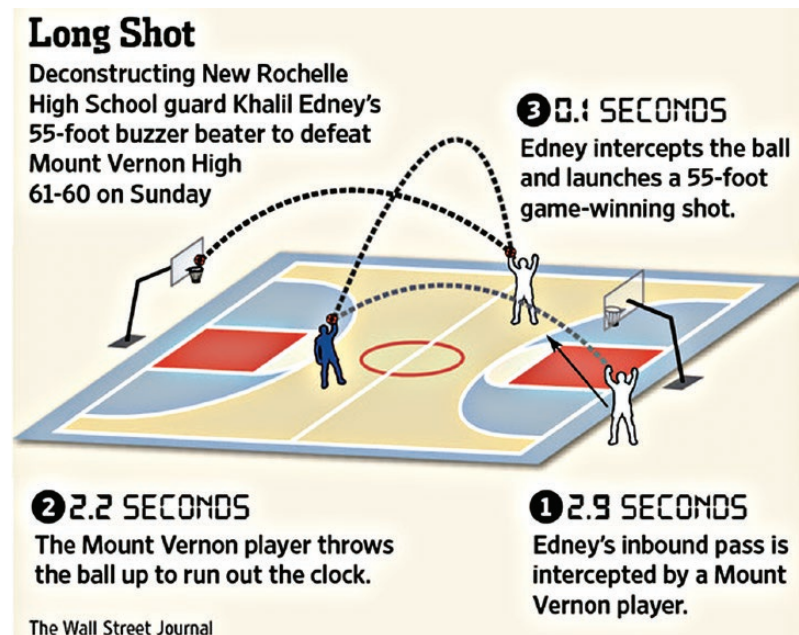 Long Shot
Deconstructing New Rochelle
High School guard Khalil Edney's
55-foot buzzer beater to defeat
Mount Vernon High
61-60 on Sunday
3 0.1 SECONDS
Edney intercepts the ball
and launches a 55-foot
game-winning shot.
2 2.2 SECONDS
The Mount Vernon player throws
the ball up to run out the clock.
1 2.9 SECONDS
Edney's inbound pass is
intercepted by a Mount
Vernon player.
The Wall Street Journal